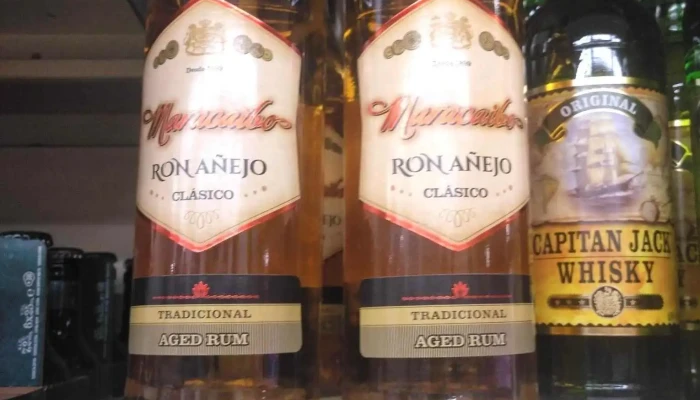 Maracaibo
RON AÑEJO
CLÁSICO
TRADICIONAL
AGED RUM
Maracaibo
RON AÑEJO
CLÁSICO
TRADICIONAL
AGED RUM
ORIGINAL
CAPITAN JACK
WHISKY